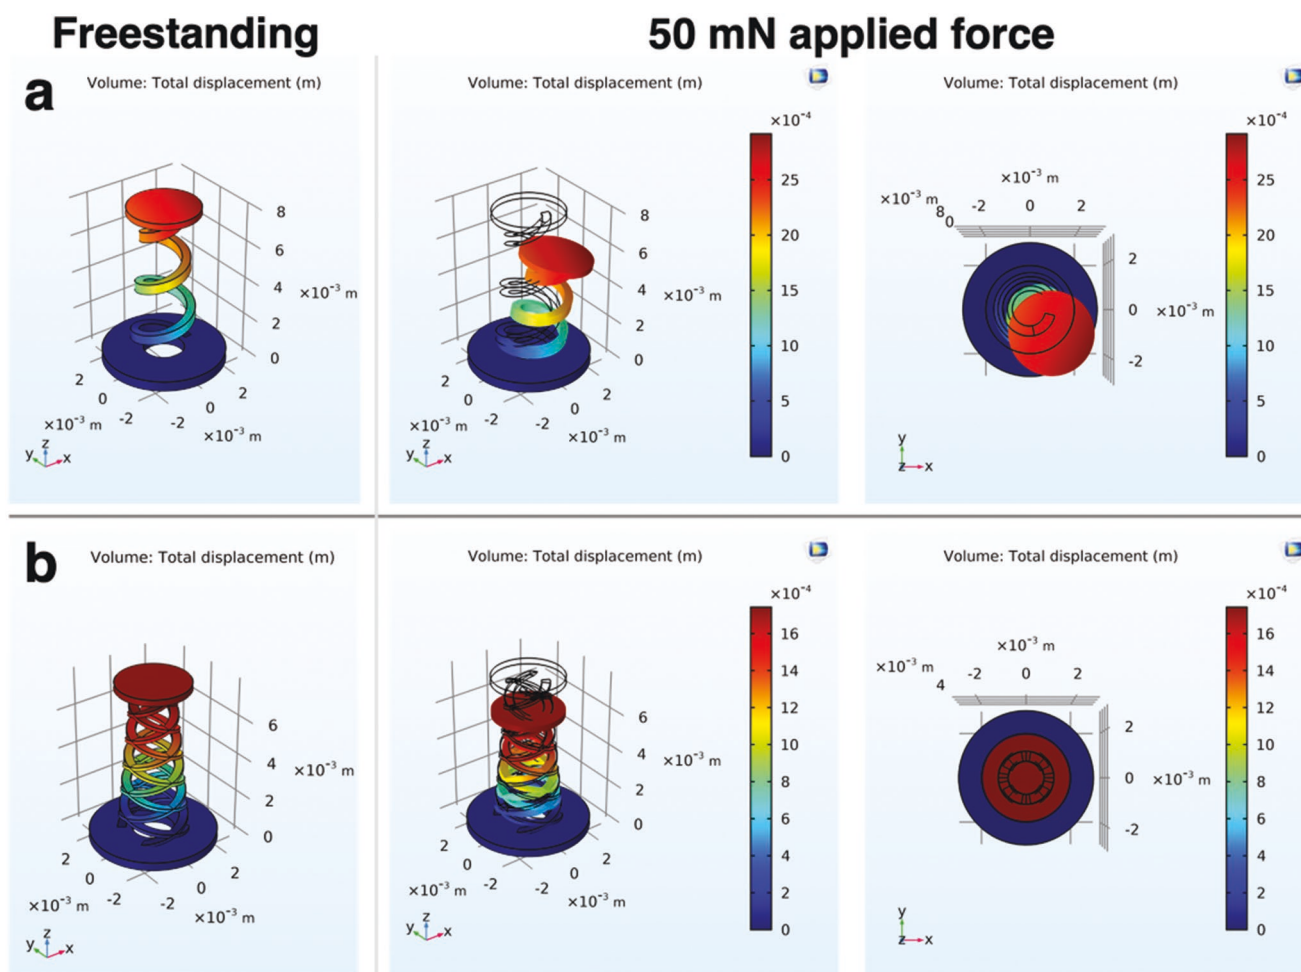 Freestanding
50 mN applied force
a
Volume: Total displacement (m)
8
6
4
×10⁻³ m
2
0
2
0
-2
×10⁻³ m
2
0
-2
×10⁻³ m
z
y
x
Volume: Total displacement (m)
×10⁻⁴
25
20
15
10
5
0
8
6
4
×10⁻³ m
2
0
2
0
-2
×10⁻³ m
2
0
-2
×10⁻³ m
z
y
x
Volume: Total displacement (m)
×10⁻⁴
25
20
15
10
5
0
×10⁻³ m
-2 0 2
×10⁻³ m
8
0
2
0
×10⁻³ m
-2
y
z
x
b
Volume: Total displacement (m)
6
4
×10⁻³ m
2
0
2
0
-2
×10⁻³ m
2
0
-2
×10⁻³ m
z
y
x
Volume: Total displacement (m)
×10⁻⁴
16
14
12
10
8
6
4
2
0
6
4
×10⁻³ m
2
0
2
0
-2
×10⁻³ m
2
0
-2
×10⁻³ m
z
y
x
Volume: Total displacement (m)
×10⁻⁴
16
14
12
10
8
6
4
2
0
×10⁻³ m
-2 0 2
×10⁻³ m
4
2
0
×10⁻³ m
-2
y
z
x